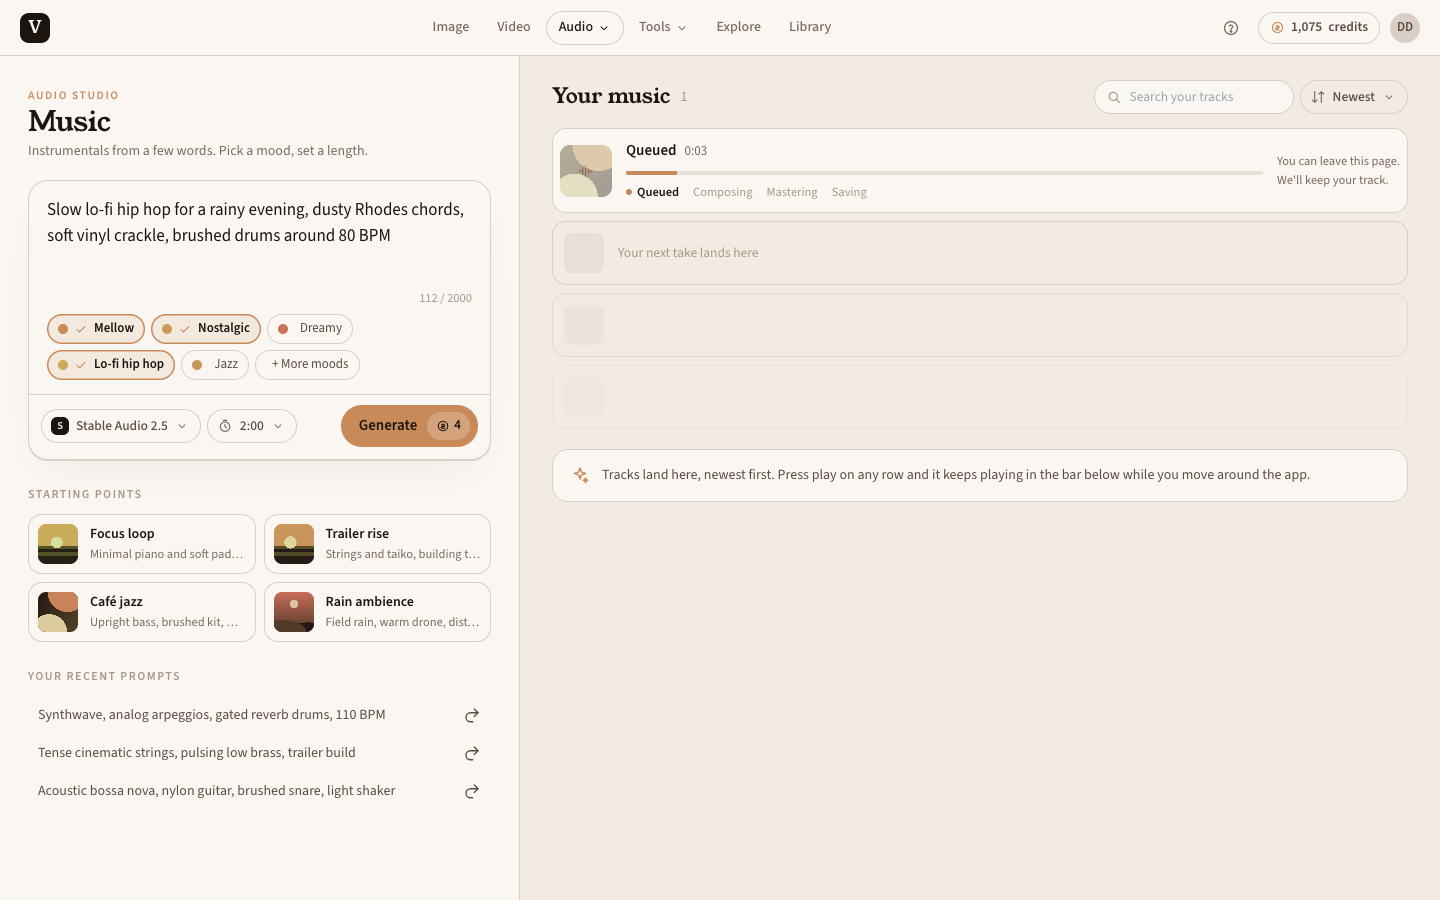 V
Image
Video
Audio
Tools
Explore
Library
1,075 credits
DD
AUDIO STUDIO
Music
Instrumentals from a few words. Pick a mood, set a length.
Slow lo-fi hip hop for a rainy evening, dusty Rhodes chords,
soft vinyl crackle, brushed drums around 80 BPM
112 / 2000
Mellow
Nostalgic
Dreamy
Lo-fi hip hop
Jazz
+ More moods
S
Stable Audio 2.5
2:00
Generate
4
STARTING POINTS
Focus loop
Minimal piano and soft pad…
Trailer rise
Strings and taiko, building t…
Café jazz
Upright bass, brushed kit, …
Rain ambience
Field rain, warm drone, dist…
YOUR RECENT PROMPTS
Synthwave, analog arpeggios, gated reverb drums, 110 BPM
Tense cinematic strings, pulsing low brass, trailer build
Acoustic bossa nova, nylon guitar, brushed snare, light shaker
Your music 1
Search your tracks
Newest
Queued 0:03
Queued
Composing
Mastering
Saving
You can leave this page.
We'll keep your track.
Your next take lands here
Tracks land here, newest first. Press play on any row and it keeps playing in the bar below while you move around the app.